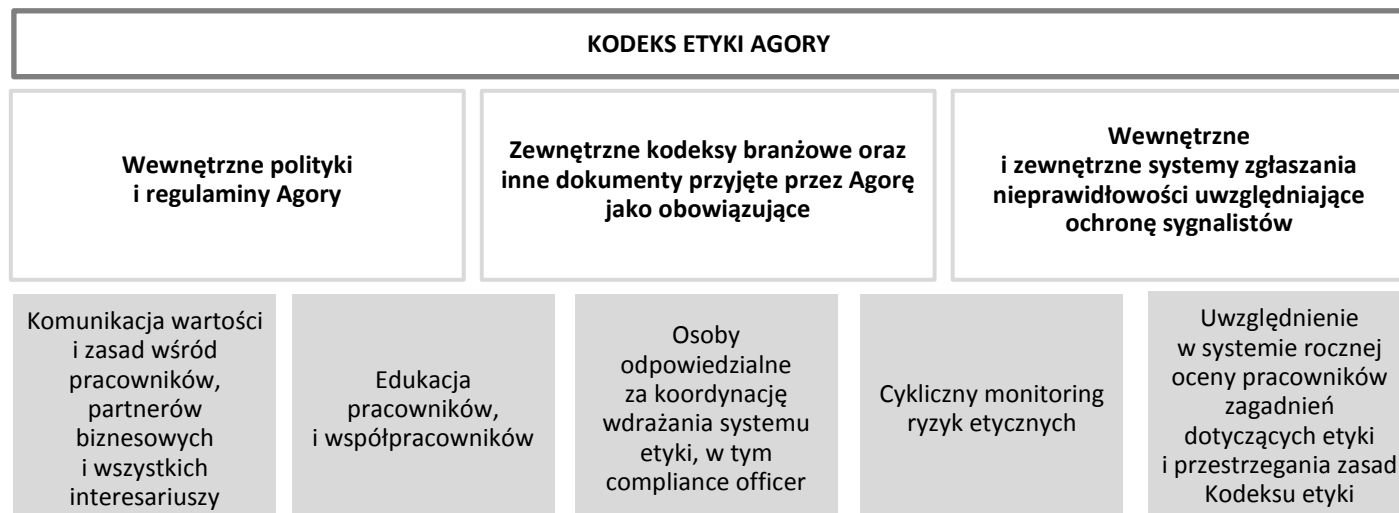 KODEKS ETYKI AGORY
Wewnętrzne polityki
i regulaminy Agory
Zewnętrzne kodeksy branżowe oraz
inne dokumenty przyjęte przez Agorę
jako obowiązujące
Wewnętrzne
i zewnętrzne systemy zgłaszania
nieprawidłowości uwzględniające
ochronę sygnalistów
Komunikacja wartości
i zasad wśród
pracowników,
partnerów
biznesowych
i wszystkich
interesariuszy
Edukacja
pracowników,
i współpracowników
Osoby
odpowiedzialne
za koordynację
wdrażania systemu
etyki, w tym
compliance officer
Cykliczny monitoring
ryzyk etycznych
Uwzględnienie
w systemie rocznej
oceny pracowników
zagadnień
dotyczących etyki
i przestrzegania zasad
Kodeksu etyki